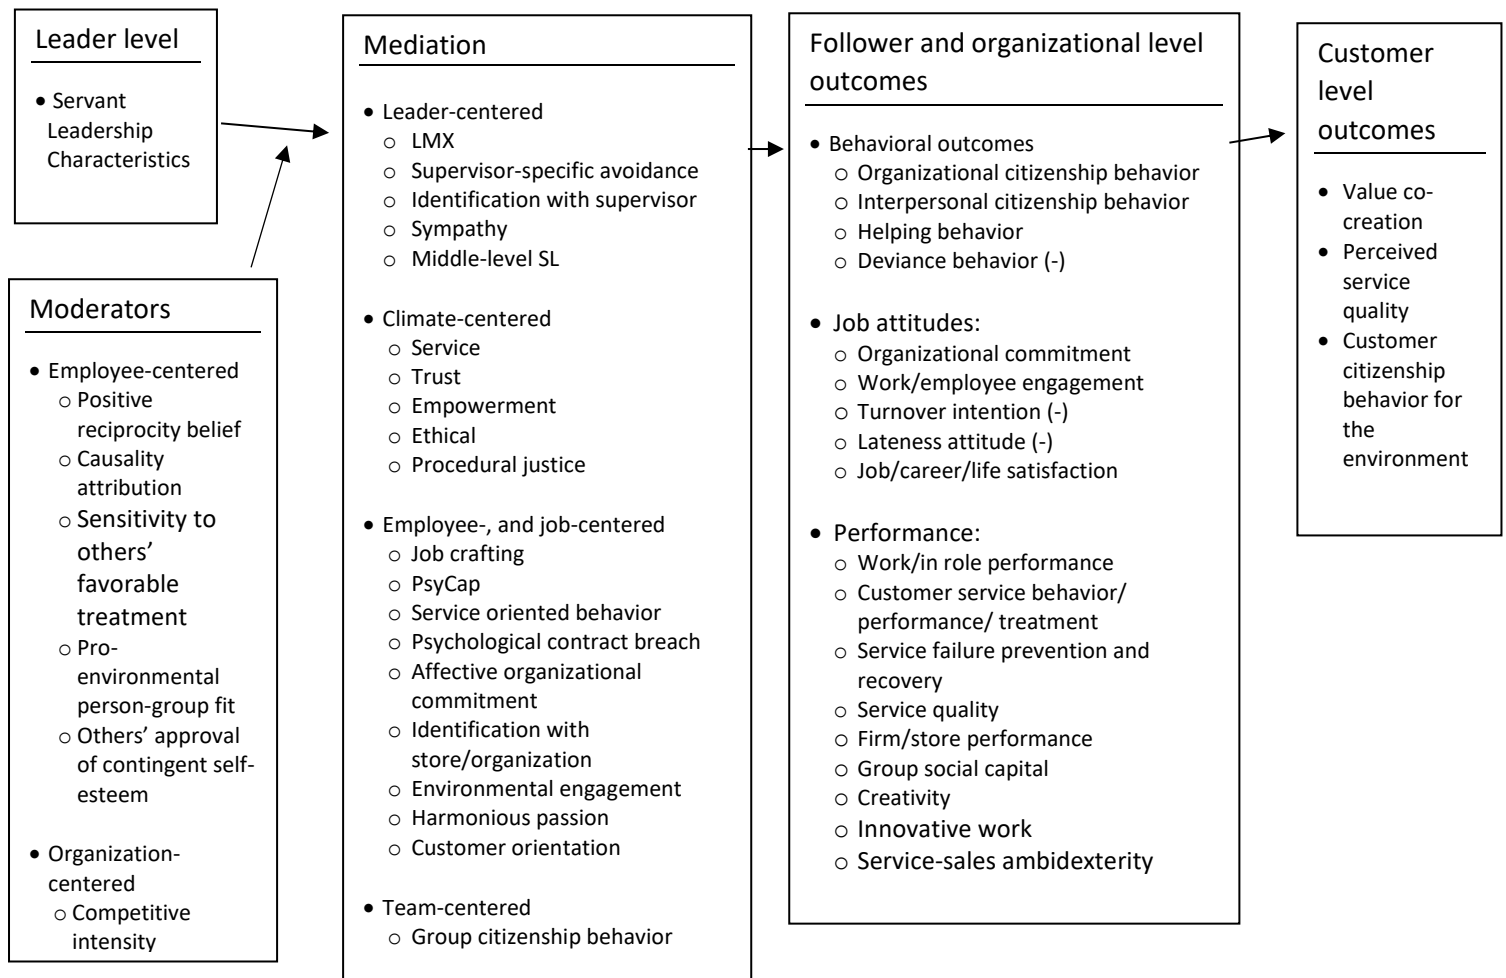 Leader level
• Servant
Leadership
Characteristics
Moderators
• Employee-centered
○ Positive
reciprocity belief
○ Causality
attribution
○ Sensitivity to
others’
favorable
treatment
○ Pro-
environmental
person-group fit
○ Others’ approval
of contingent self-
esteem
• Organization-
centered
○ Competitive
intensity
Mediation
• Leader-centered
○ LMX
○ Supervisor-specific avoidance
○ Identification with supervisor
○ Sympathy
○ Middle-level SL
• Climate-centered
○ Service
○ Trust
○ Empowerment
○ Ethical
○ Procedural justice
• Employee-, and job-centered
○ Job crafting
○ PsyCap
○ Service oriented behavior
○ Psychological contract breach
○ Affective organizational
commitment
○ Identification with
store/organization
○ Environmental engagement
○ Harmonious passion
○ Customer orientation
• Team-centered
○ Group citizenship behavior
Follower and organizational level
outcomes
• Behavioral outcomes
○ Organizational citizenship behavior
○ Interpersonal citizenship behavior
○ Helping behavior
○ Deviance behavior (-)
• Job attitudes:
○ Organizational commitment
○ Work/employee engagement
○ Turnover intention (-)
○ Lateness attitude (-)
○ Job/career/life satisfaction
• Performance:
○ Work/in role performance
○ Customer service behavior/
performance/ treatment
○ Service failure prevention and
recovery
○ Service quality
○ Firm/store performance
○ Group social capital
○ Creativity
○ Innovative work
○ Service-sales ambidexterity
Customer
level
outcomes
• Value co-
creation
• Perceived
service
quality
• Customer
citizenship
behavior for
the
environment